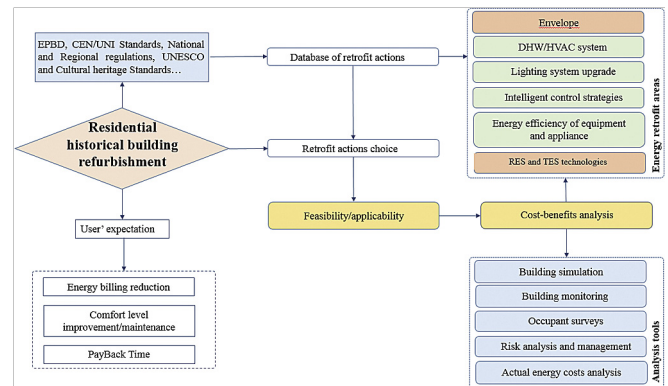 EPBD, CEN/UNI Standards, National
and Regional regulations, UNESCO
and Cultural heritage Standards...
Database of retrofit actions
Envelope
DHW/HVAC system
Lighting system upgrade
Intelligent control strategies
Energy efficiency of equipment
and appliance
RES and TES technologies
Energy retrofit areas
Residential
historical building
refurbishment
Retrofit actions choice
User' expectation
Feasibility/applicability
Cost-benefits analysis
Energy billing reduction
Comfort level
improvement/maintenance
PayBack Time
Building simulation
Building monitoring
Occupant surveys
Risk analysis and management
Actual energy costs analysis
Analysis tools